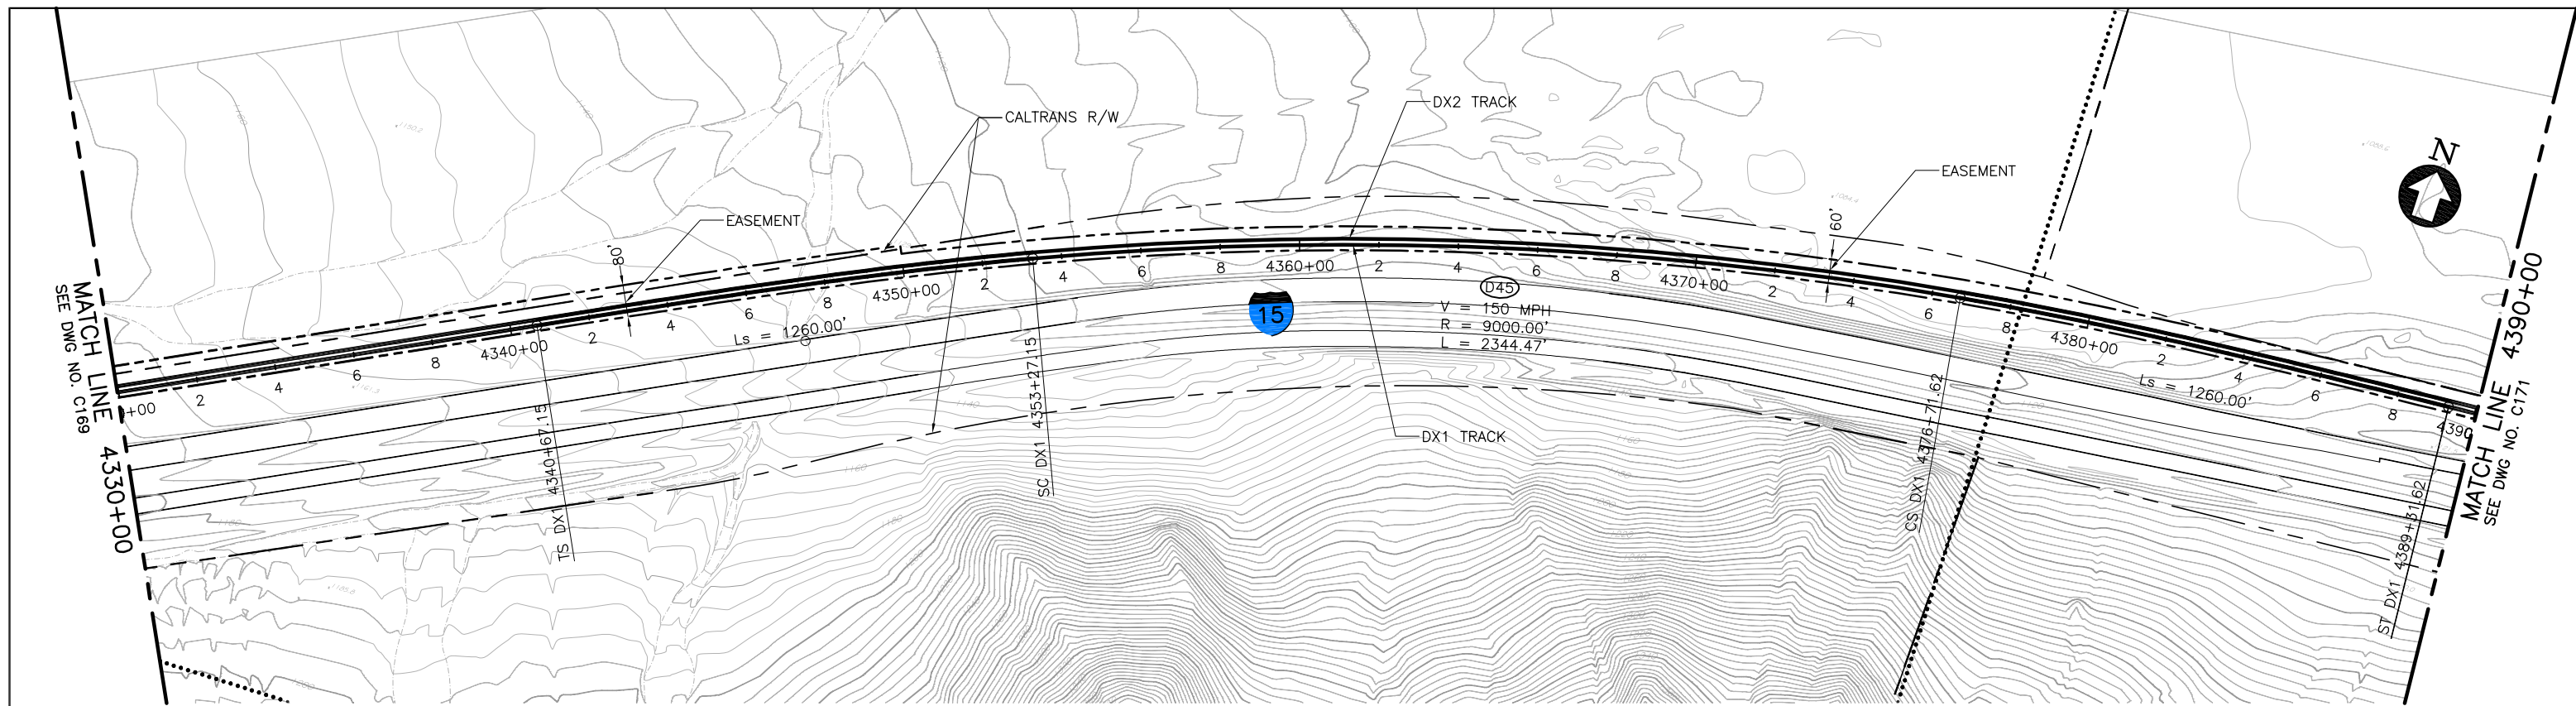 CALTRANS R/W
DX2 TRACK
EASEMENT
EASEMENT
N
80'
60'
MATCH LINE 4330+00
SEE DWG NO. C169
+00
2
4
6
8
4340+00
2
4
6
8
4350+00
2
4
6
8
4360+00
2
4
6
8
4370+00
2
4
6
8
4380+00
2
4
6
8
4390
Ls = 1260.00'
15
D45
V = 150 MPH
R = 9000.00'
L = 2344.47'
Ls = 1260.00'
DX1 TRACK
TS DX1 4340+67.15
SC DX1 4353+27.15
CS DX1 4376+71.62
ST DX1 4389+31.62
MATCH LINE 4390+00
SEE DWG NO. C171
1160
1140
1160
1180